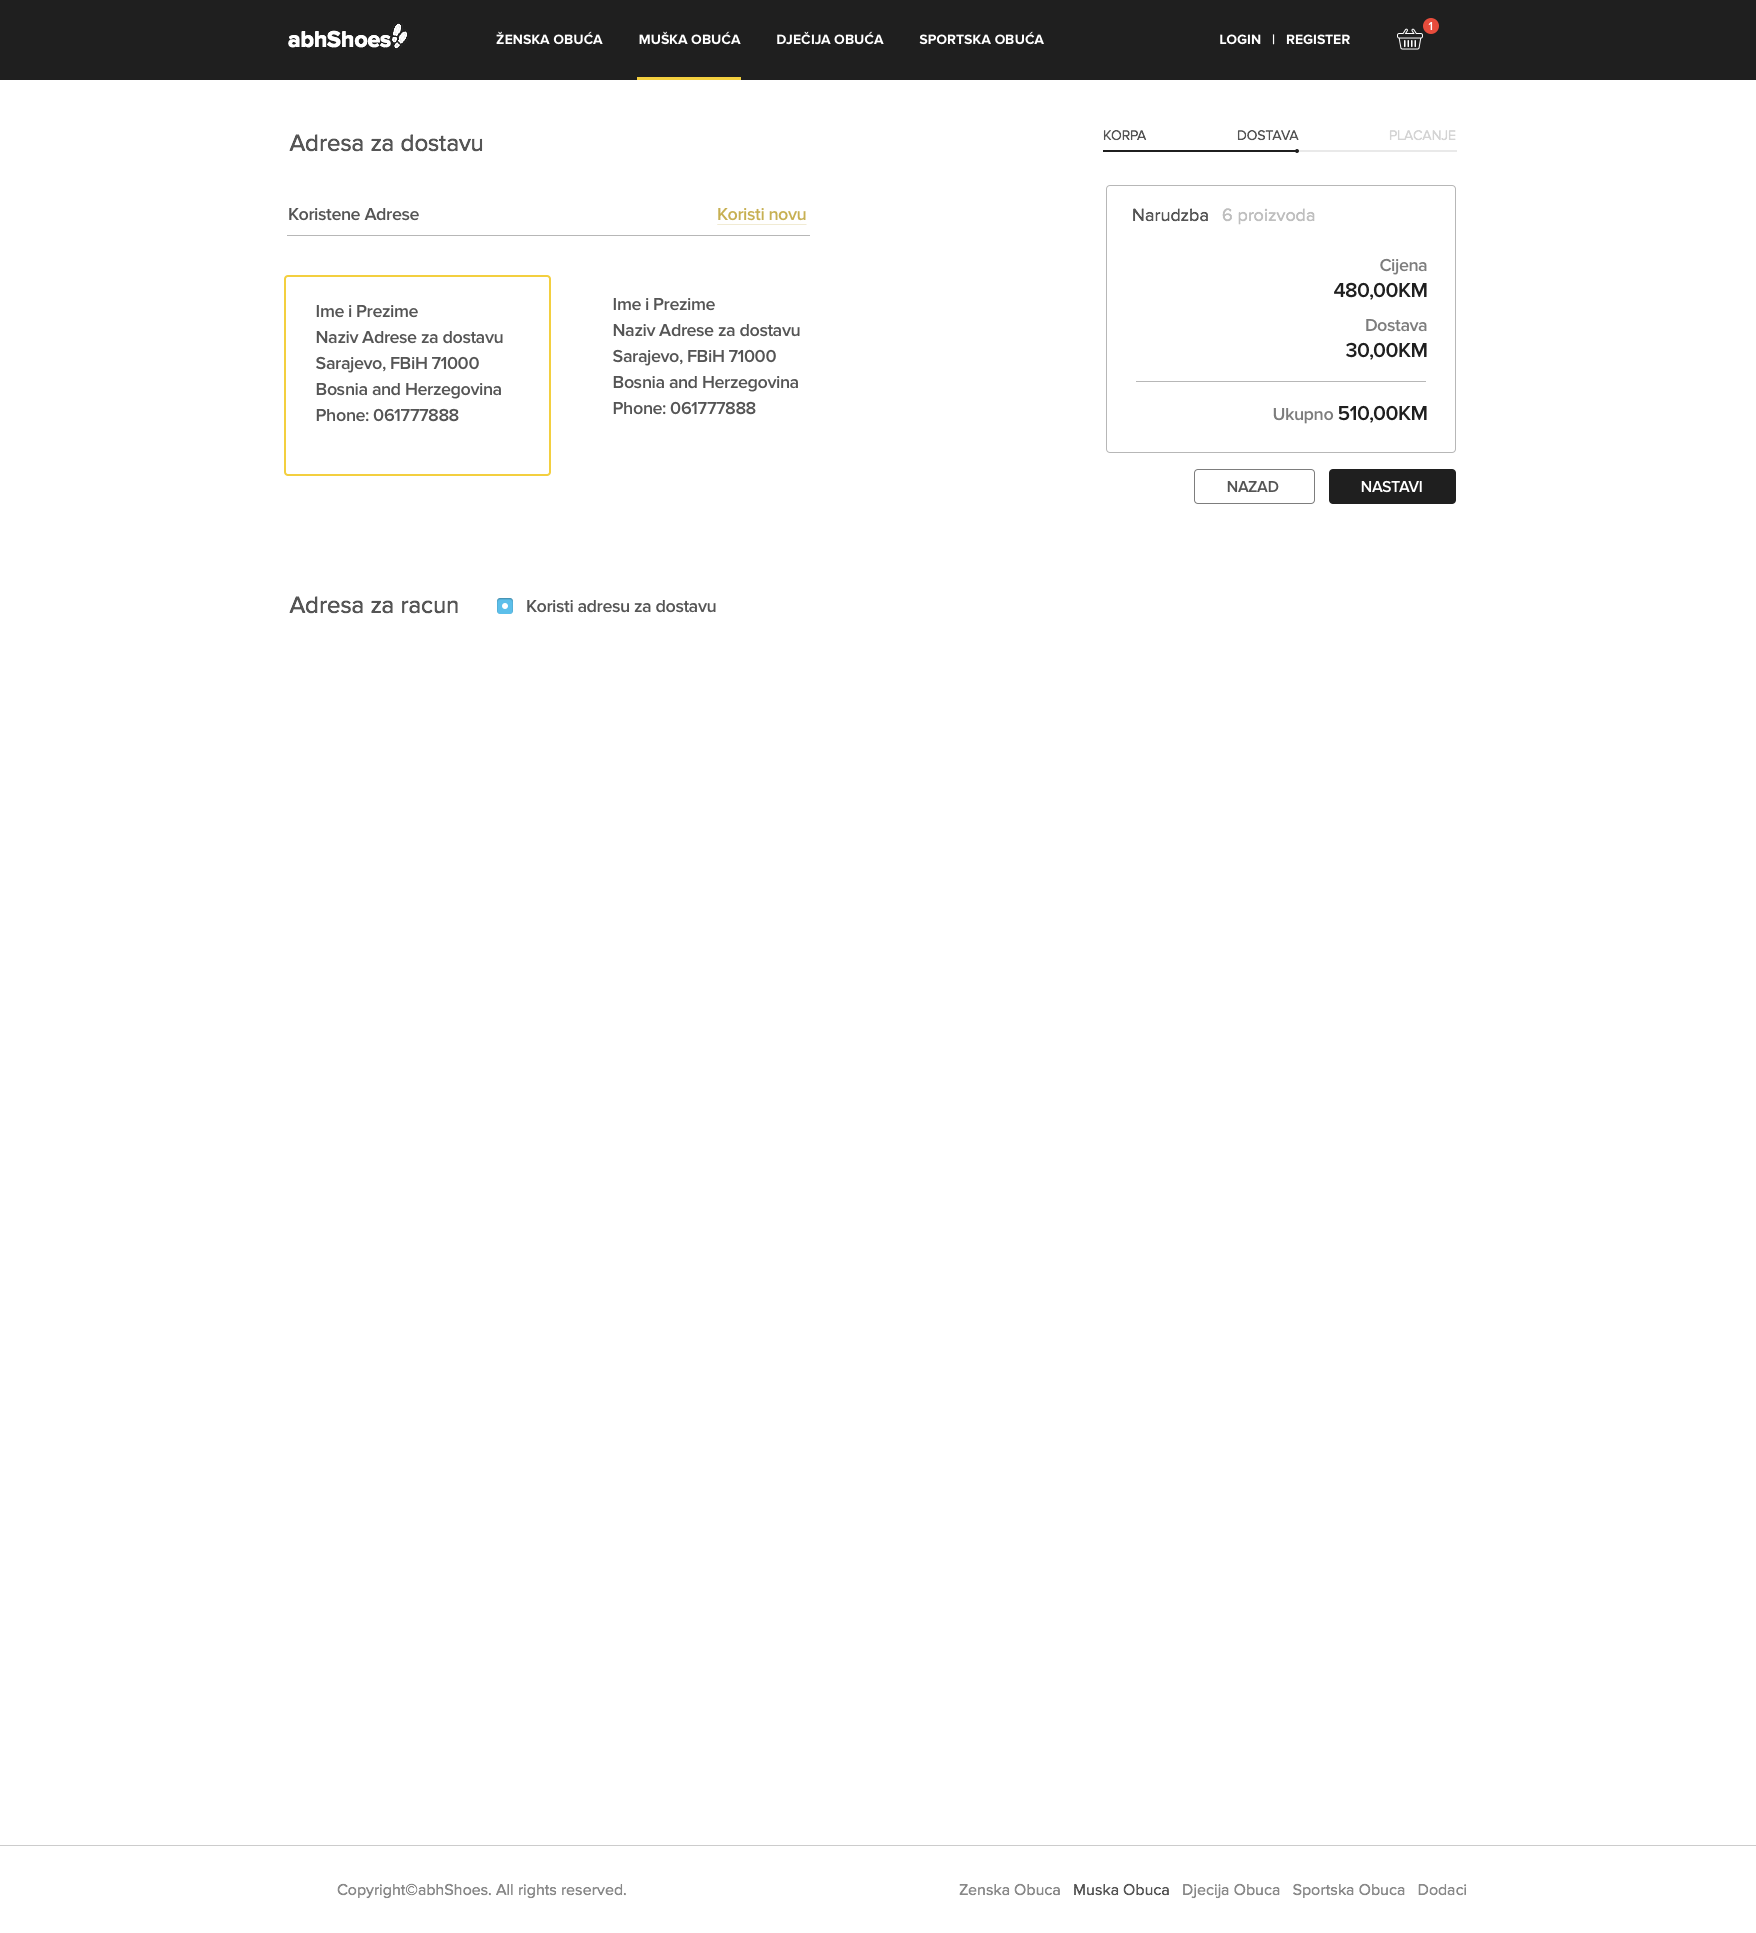 abhShoes
ŽENSKA OBUĆA MUŠKA OBUĆA DJEČIJA OBUĆA SPORTSKA OBUĆA
LOGIN | REGISTER
1
Adresa za dostavu
Koristene Adrese Koristi novu
Ime i Prezime
Naziv Adrese za dostavu
Sarajevo, FBiH 71000
Bosnia and Herzegovina
Phone: 061777888
Ime i Prezime
Naziv Adrese za dostavu
Sarajevo, FBiH 71000
Bosnia and Herzegovina
Phone: 061777888
KORPA DOSTAVA PLACANJE
Narudzba 6 proizvoda
Cijena
480,00KM
Dostava
30,00KM
Ukupno 510,00KM
NAZAD NASTAVI
Adresa za racun Koristi adresu za dostavu
Copyright©abhShoes. All rights reserved.
Zenska Obuca Muska Obuca Djecija Obuca Sportska Obuca Dodaci